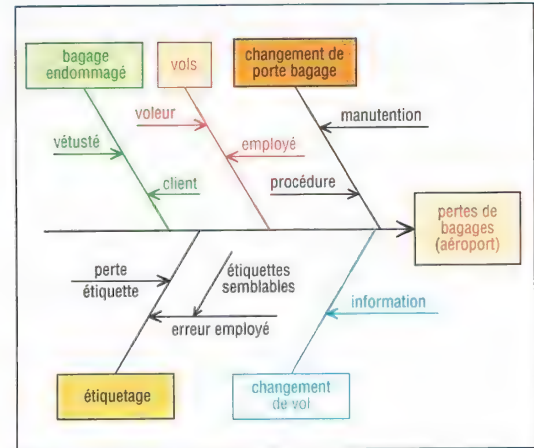 bagage
endommagé
vols
changement de
porte bagage
voleur
manutention
vétusté
employé
client
procédure
pertes de
bagages
(aéroport)
perte
étiquette
étiquettes
semblables
erreur employé
information
étiquetage
changement
de vol